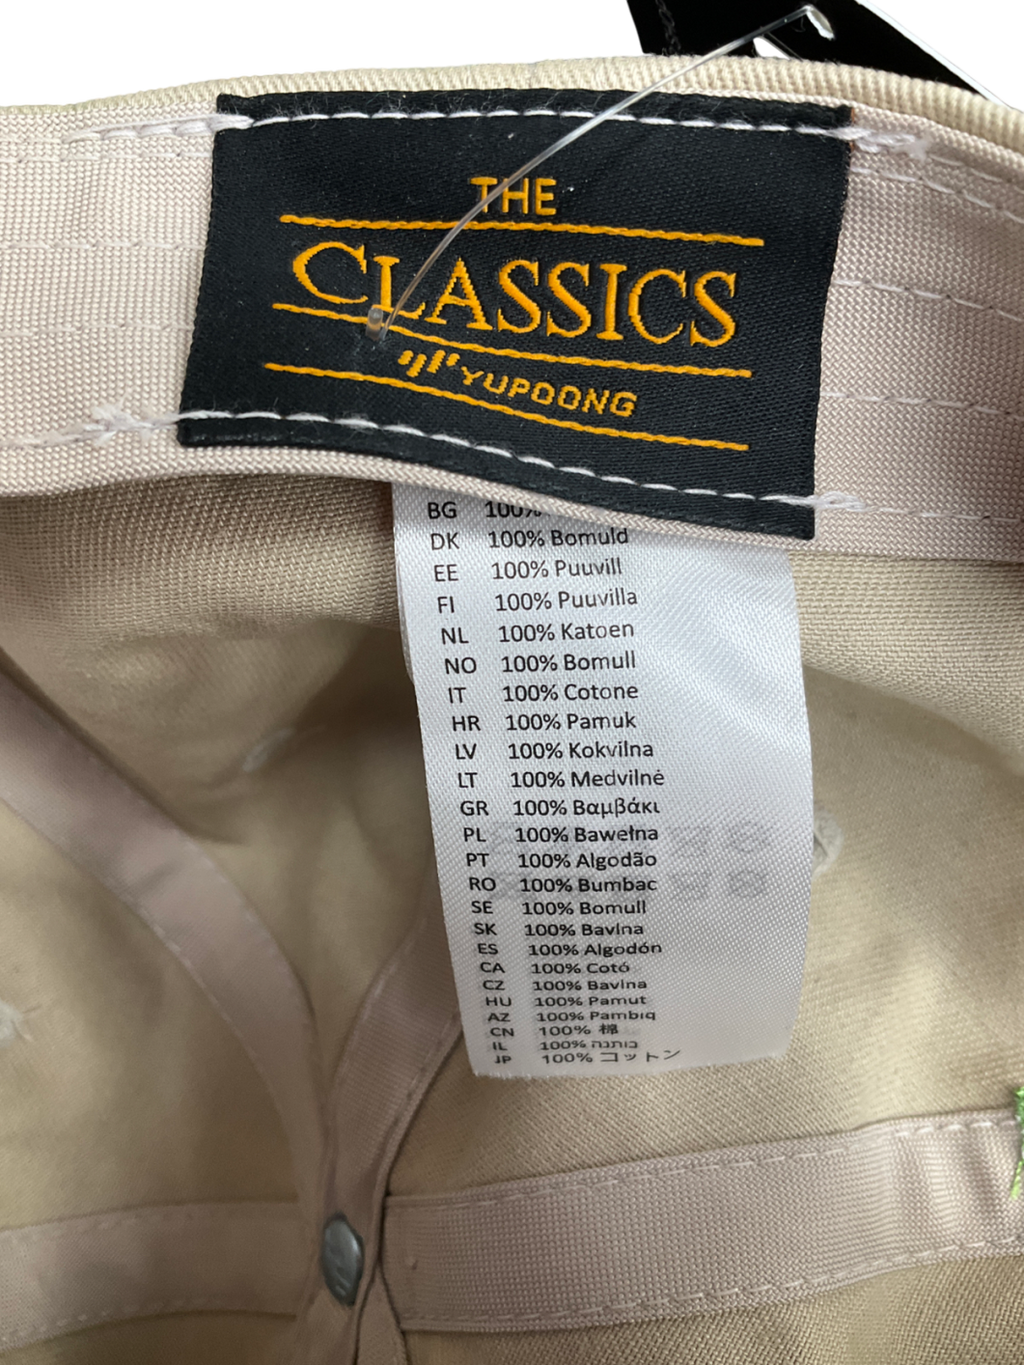 THE
CLASSICS
YUPOONG
BG 100%
DK 100% Bomuld
EE 100% Puuvill
FI 100% Puuvilla
NL 100% Katoen
NO 100% Bomull
IT 100% Cotone
HR 100% Pamuk
LV 100% Kokvilna
LT 100% Medvilnė
GR 100% Βαμβάκι
PL 100% Bawełna
PT 100% Algodão
RO 100% Bumbac
SE 100% Bomull
SK 100% Bavlna
ES 100% Algodón
CA 100% Cotó
CZ 100% Bavlna
HU 100% Pamut
AZ 100% Pambıq
CN 100% 棉
IL 100% כותנה
JP 100% コットン